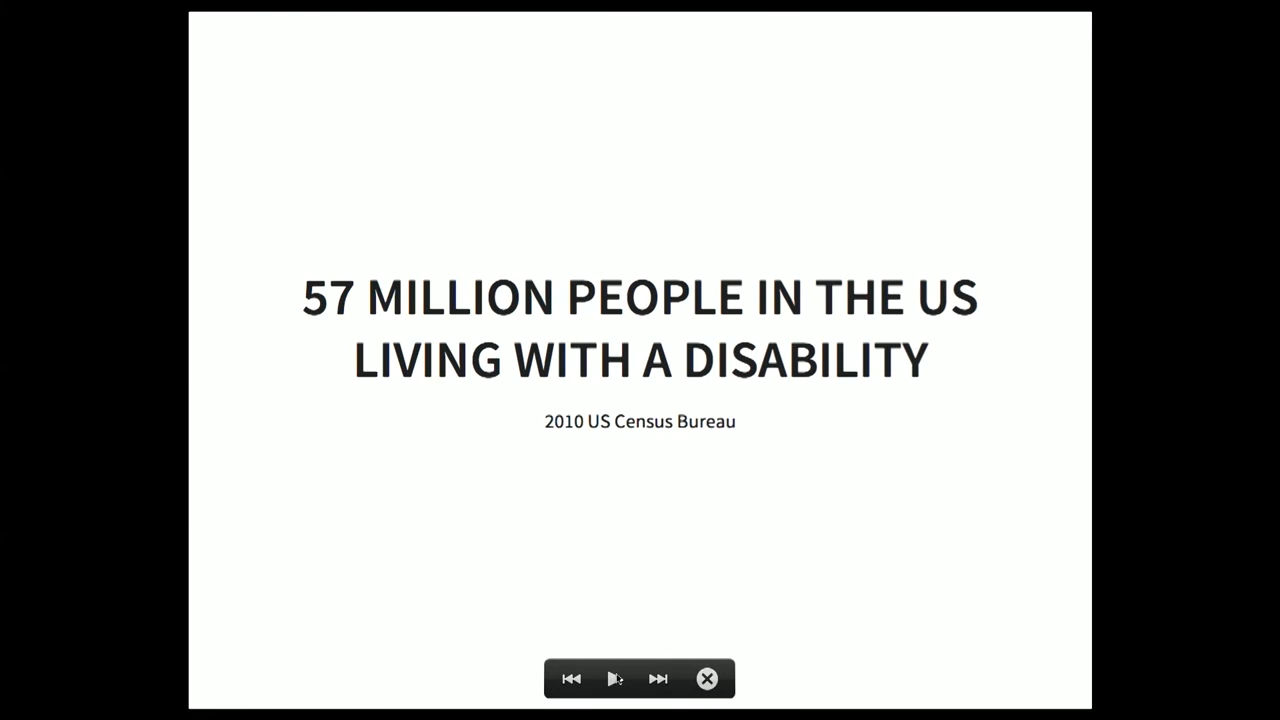 57 MILLION PEOPLE IN THE US
LIVING WITH A DISABILITY
2010 US Census Bureau